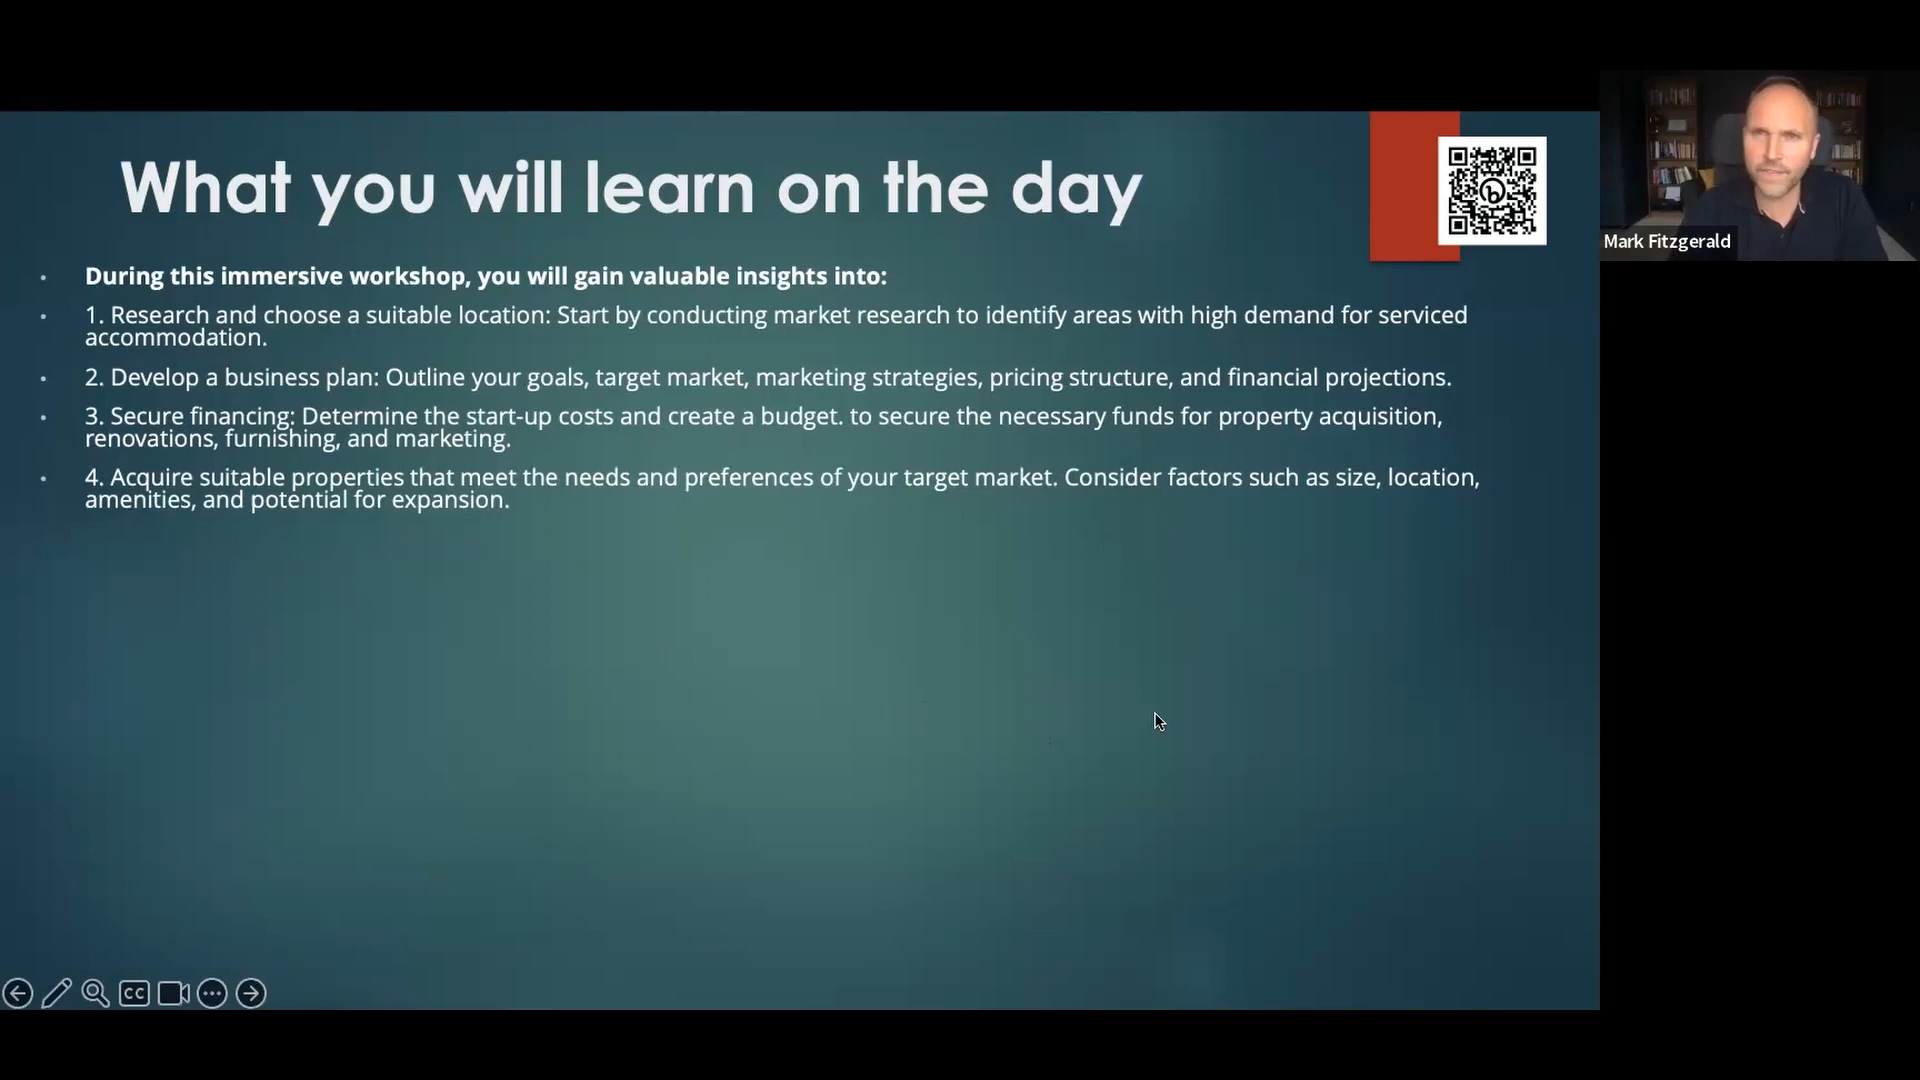 What you will learn on the day
During this immersive workshop, you will gain valuable insights into:
1. Research and choose a suitable location: Start by conducting market research to identify areas with high demand for serviced
accommodation.
2. Develop a business plan: Outline your goals, target market, marketing strategies, pricing structure, and financial projections.
3. Secure financing: Determine the start-up costs and create a budget. to secure the necessary funds for property acquisition,
renovations, furnishing, and marketing.
4. Acquire suitable properties that meet the needs and preferences of your target market. Consider factors such as size, location,
amenities, and potential for expansion.
Mark Fitzgerald
CC